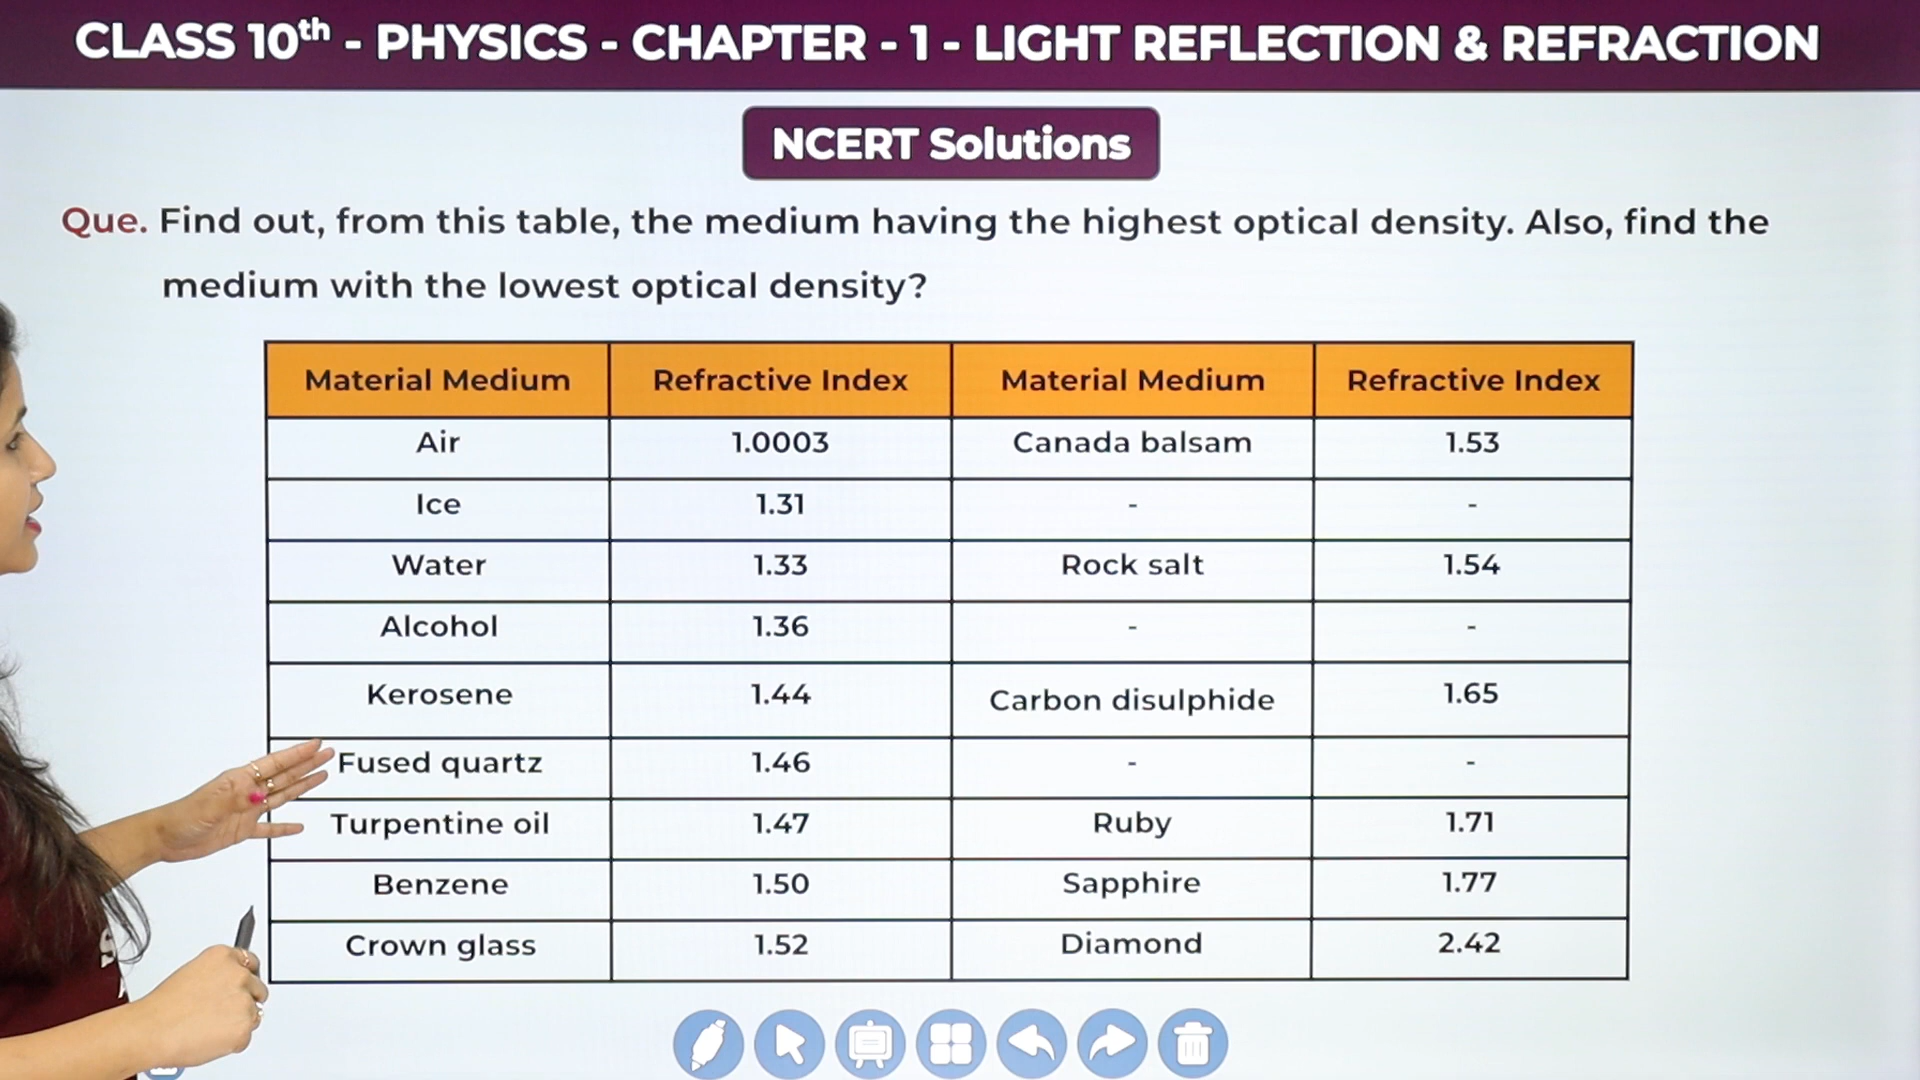 CLASS 10th - PHYSICS - CHAPTER - 1 - LIGHT REFLECTION & REFRACTION
NCERT Solutions
Que. Find out, from this table, the medium having the highest optical density. Also, find the
medium with the lowest optical density?
Material Medium Refractive Index Material Medium Refractive Index
Air 1.0003 Canada balsam 1.53
Ice 1.31 - -
Water 1.33 Rock salt 1.54
Alcohol 1.36 - -
Kerosene 1.44 Carbon disulphide 1.65
Fused quartz 1.46 - -
Turpentine oil 1.47 Ruby 1.71
Benzene 1.50 Sapphire 1.77
Crown glass 1.52 Diamond 2.42